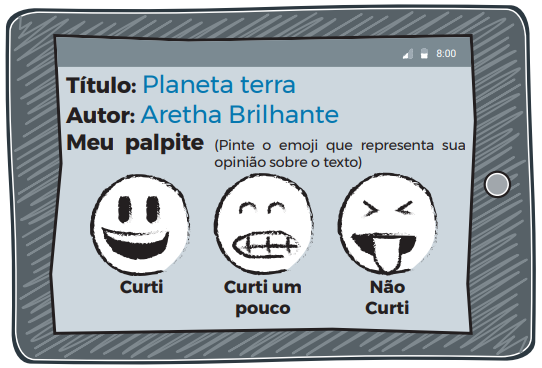 8:00
Título: Planeta terra
Autor: Aretha Brilhante
Meu palpite (Pinte o emoji que representa sua
opinião sobre o texto)
Curti
Curti um
pouco
Não
Curti